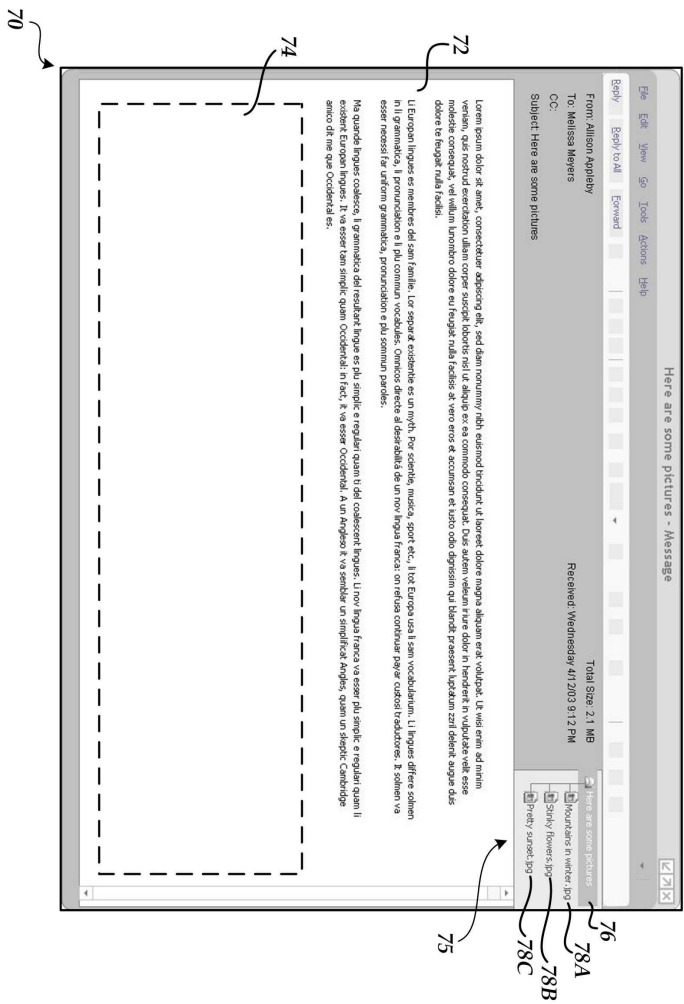 Here are some pictures - Message
File Edit View Go Tools Actions Help
Reply Reply to All Forward
From: Allison Appleby
Total Size: 2.1 MB
To: Melissa Meyers
Received: Wednesday 4/12/03 9:12 PM
CC:
Subject: Here are some pictures
Here are some pictures
Mountains in winter.jpg
Stinky flowers.jpg
Pretty sunset.jpg
76
78A
78B
78C
75
Lorem ipsum dolor sit amet, consectetuer adipiscing elit, sed diam nonummy nibh euismod tincidunt ut laoreet dolore magna aliquam erat volutpat. Ut wisi enim ad minim
veniam, quis nostrud exercitation ulliam corper suscipit lobortis nisl ut aliquip ex ea commodo consequat. Duis autem veleum iriure dolor in hendrerit in vulputate velit esse
molestie consequat, vel willum lunombro dolore eu feugiat nulla facilisis at vero eros et accumsan et iusto odio dignissim qui blandit praesent luptatum zzril delenit augue duis
dolore te feugait nulla facilisi.
Li Europan lingues es membres del sam familie. Lor separat existentie es un myth. Por scientie, musica, sport etc., li tot Europa usa li sam vocabularium. Li lingues differe solmen
in li grammatica, li pronunciation e li plu commun vocabules. Omnicos directe al desirabilitá de un nov lingua franca: on refusa continuar payar custosi traductores. It solmen va
esser necessi far uniform grammatica, pronunciation e plu sommun paroles.
Ma quande lingues coalesce, li grammatica del resultant lingue es plu simplic e regulari quam ti del coalescent lingues. Li nov lingua franca va esser plu simplic e regulari quam li
existent Europan lingues. It va esser tam simplic quam Occidental: in fact, it va esser Occidental. A un Angleso it va semblar un simplificat Angles, quam un skeptic Cambridge
amico dit me que Occidental es.
72
74
70